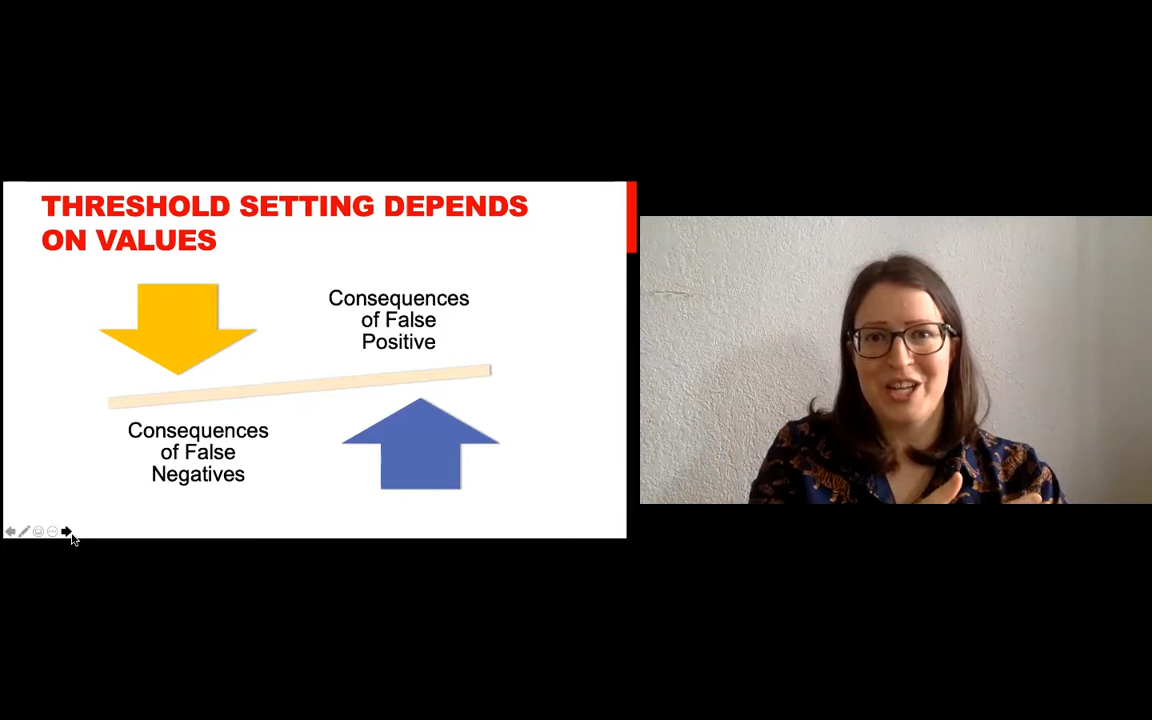 THRESHOLD SETTING DEPENDS
ON VALUES
Consequences
of False
Positive
Consequences
of False
Negatives